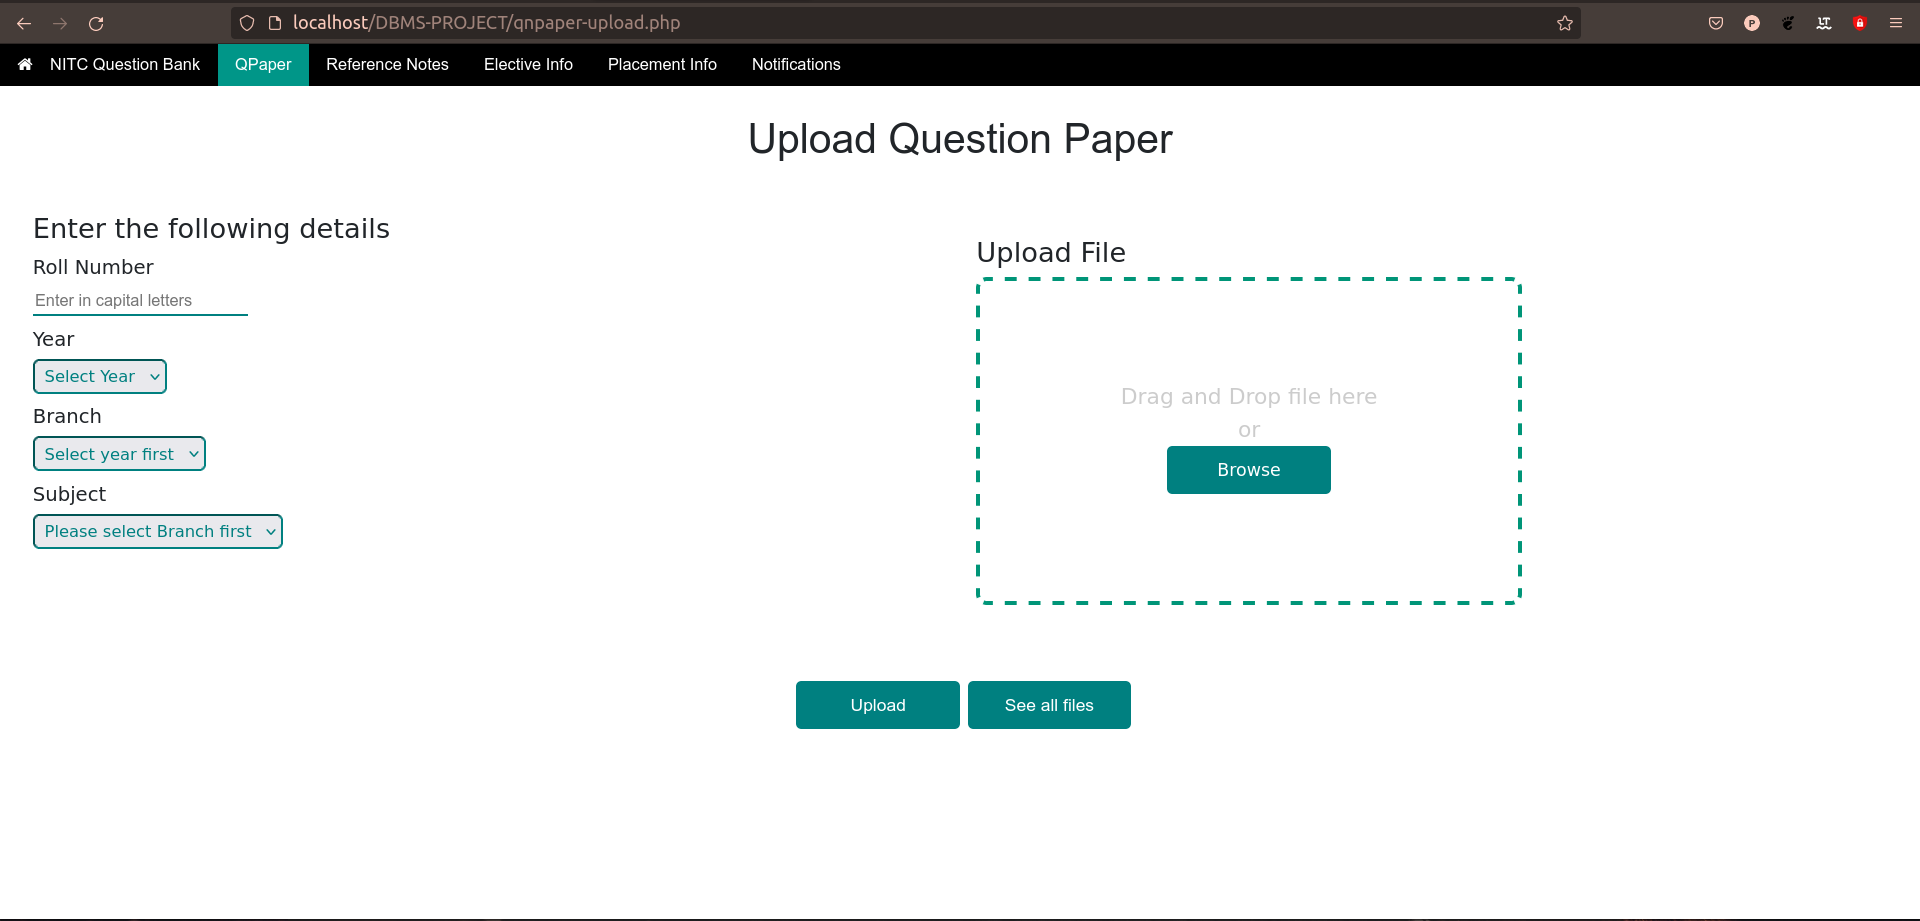 localhost/DBMS-PROJECT/qnpaper-upload.php
P
LT
NITC Question Bank
QPaper
Reference Notes
Elective Info
Placement Info
Notifications
Upload Question Paper
Enter the following details
Roll Number
Enter in capital letters
Year
Select Year
Branch
Select year first
Subject
Please select Branch first
Upload File
Drag and Drop file here
or
Browse
Upload
See all files